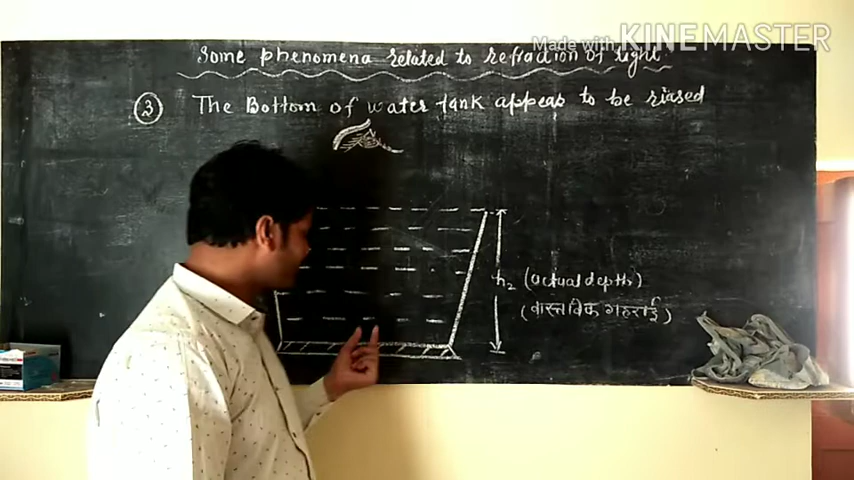 Made with KINEMASTER
Some phenomena related to refraction of light
③ The Bottom of water tank appears to be riased
h₂ (actual depth)
(वास्तविक गहराई)